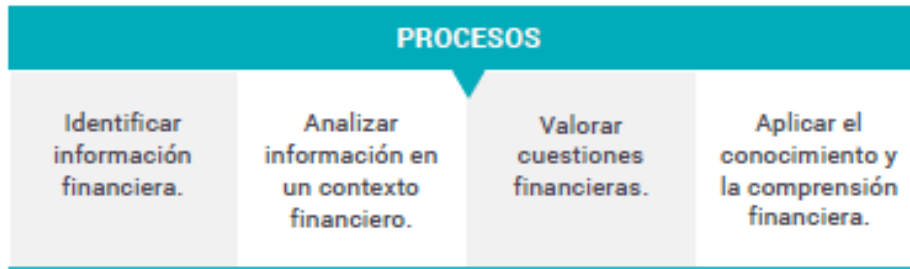 PROCESOS
Identificar
información
financiera.
Analizar
información en
un contexto
financiero.
Valorar
cuestiones
financieras.
Aplicar el
conocimiento y
la comprensión
financiera.